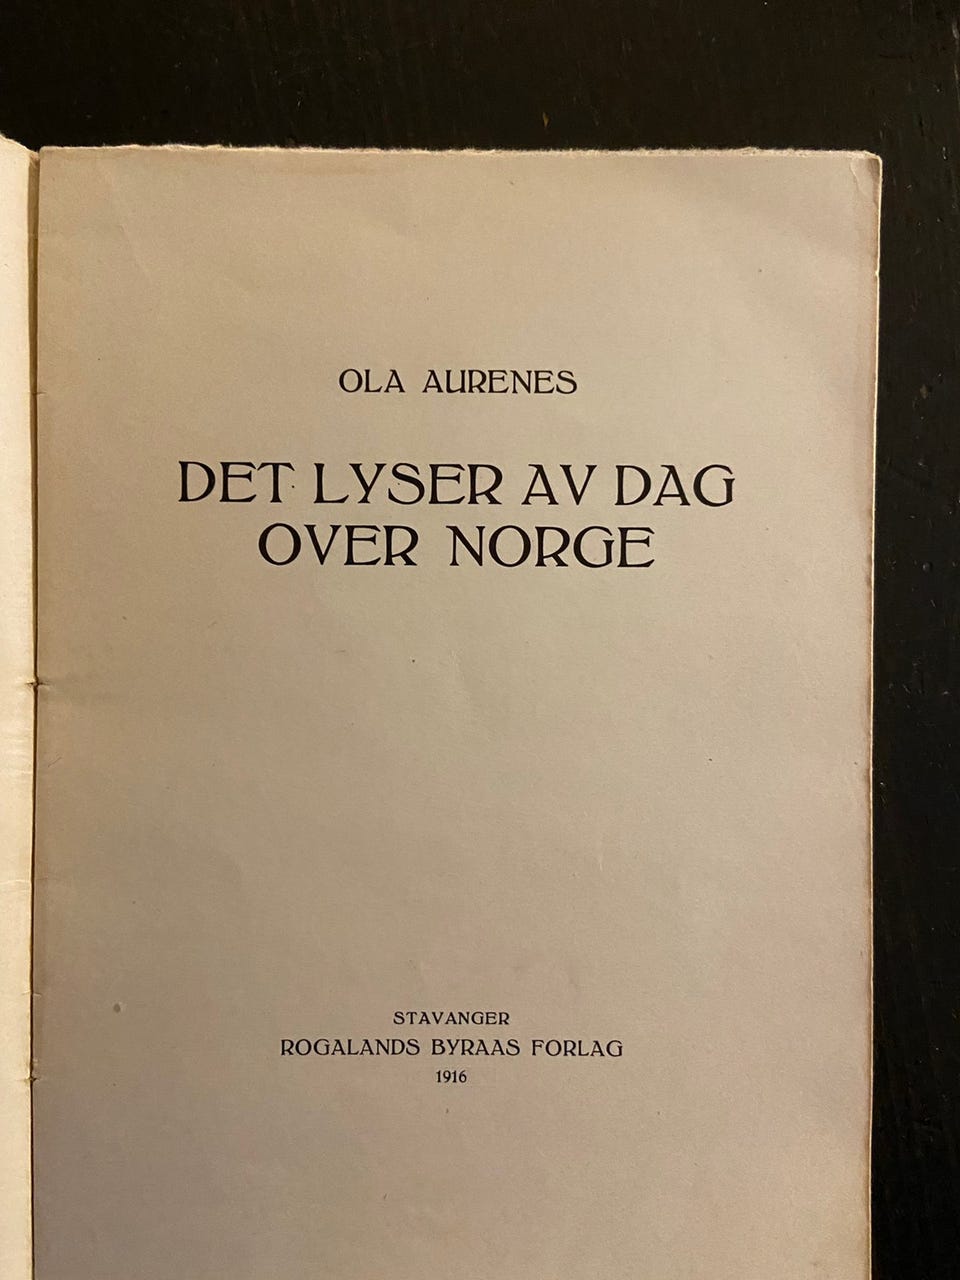 OLA AURENES
DET LYSER AV DAG
OVER NORGE
STAVANGER
ROGALANDS BYRAAS FORLAG
1916